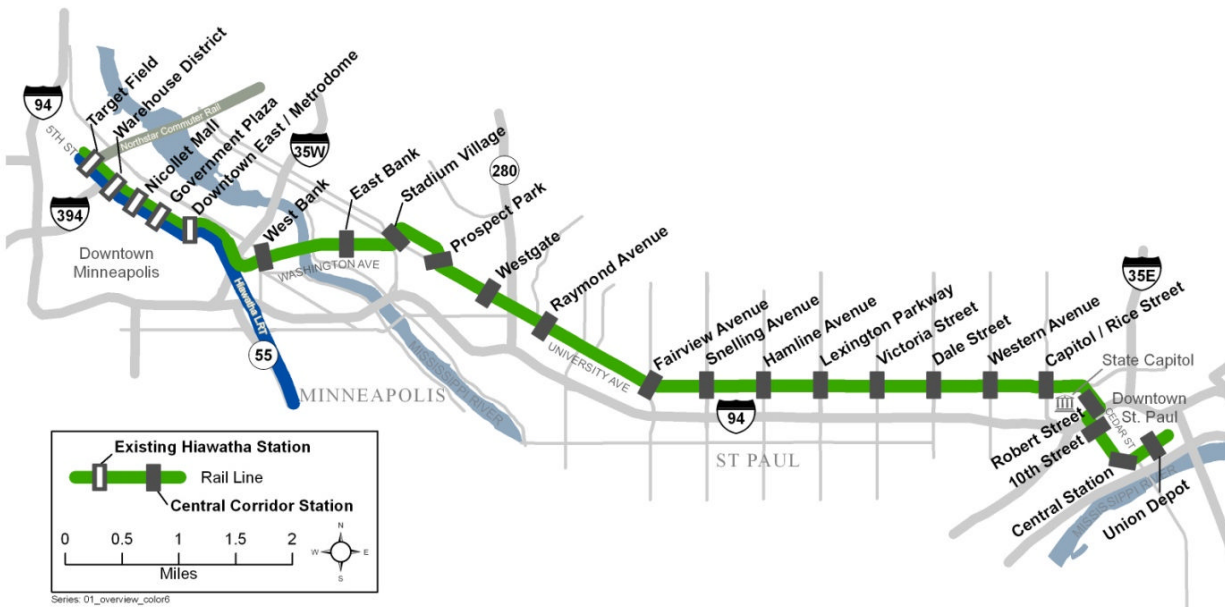 94
5TH ST
Target Field
Warehouse District
Nicollet Mall
Government Plaza
Downtown East / Metrodome
Northstar Commuter Rail
35W
394
Downtown
Minneapolis
West Bank
East Bank
Stadium Village
280
Prospect Park
Westgate
Raymond Avenue
WASHINGTON AVE
Hiawatha LRT
55
MINNEAPOLIS
MISSISSIPPI RIVER
UNIVERSITY AVE
Fairview Avenue
Snelling Avenue
Hamline Avenue
Lexington Parkway
Victoria Street
Dale Street
Western Avenue
Capitol / Rice Street
35E
State Capitol
Downtown
St. Paul
94
ST PAUL
CEDAR ST
Robert Street
10th Street
Central Station
Union Depot
MISSISSIPPI RIVER
Existing Hiawatha Station
Rail Line
Central Corridor Station
0 0.5 1 2
Miles
N
W E
S
Series: 01_overview_color6